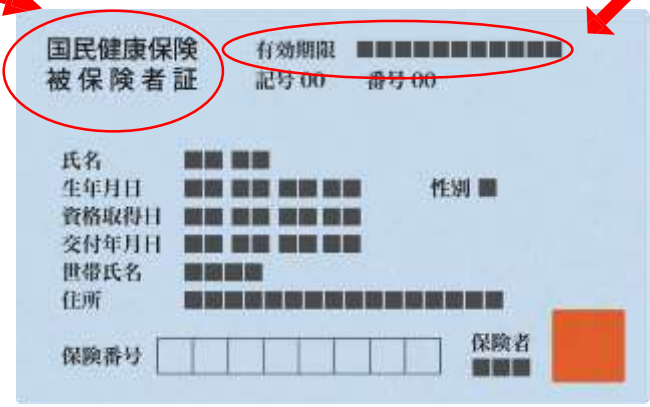 国民健康保険
被保険者証
有効期限 ■■■■■■■■■■■
記号 00 番号 00
氏名 ■■ ■■
生年月日 ■■ ■■ ■■ ■■ 性別 ■
資格取得日 ■■ ■■ ■■ ■■
交付年月日 ■■ ■■ ■■ ■■
世帯氏名 ■■■■
住所 ■■■■■■■■■■■■■■■■■
保険番号
保険者
■■■